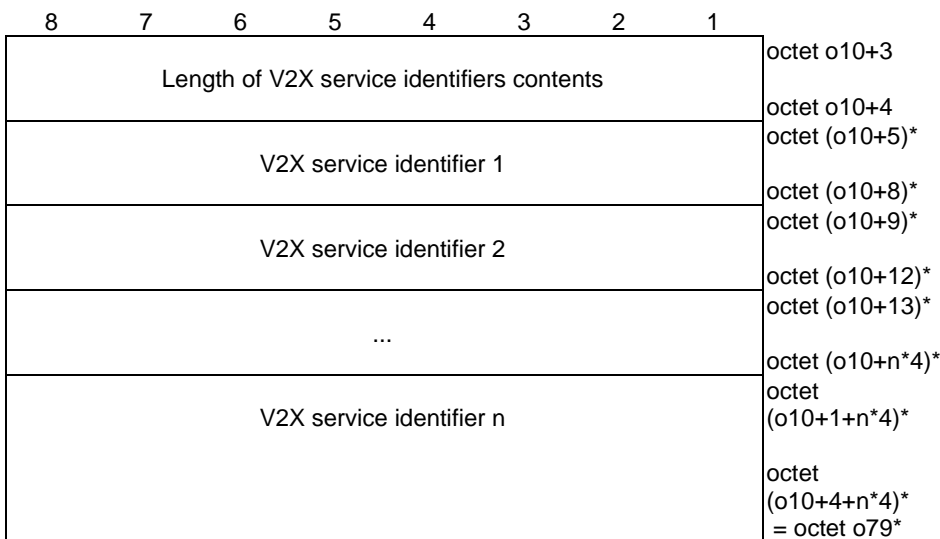 8 7 6 5 4 3 2 1
octet o10+3
Length of V2X service identifiers contents
octet o10+4
octet (o10+5)*
V2X service identifier 1
octet (o10+8)*
octet (o10+9)*
V2X service identifier 2
octet (o10+12)*
octet (o10+13)*
...
octet (o10+n*4)*
octet
V2X service identifier n
(o10+1+n*4)*
octet
(o10+4+n*4)*
= octet o79*